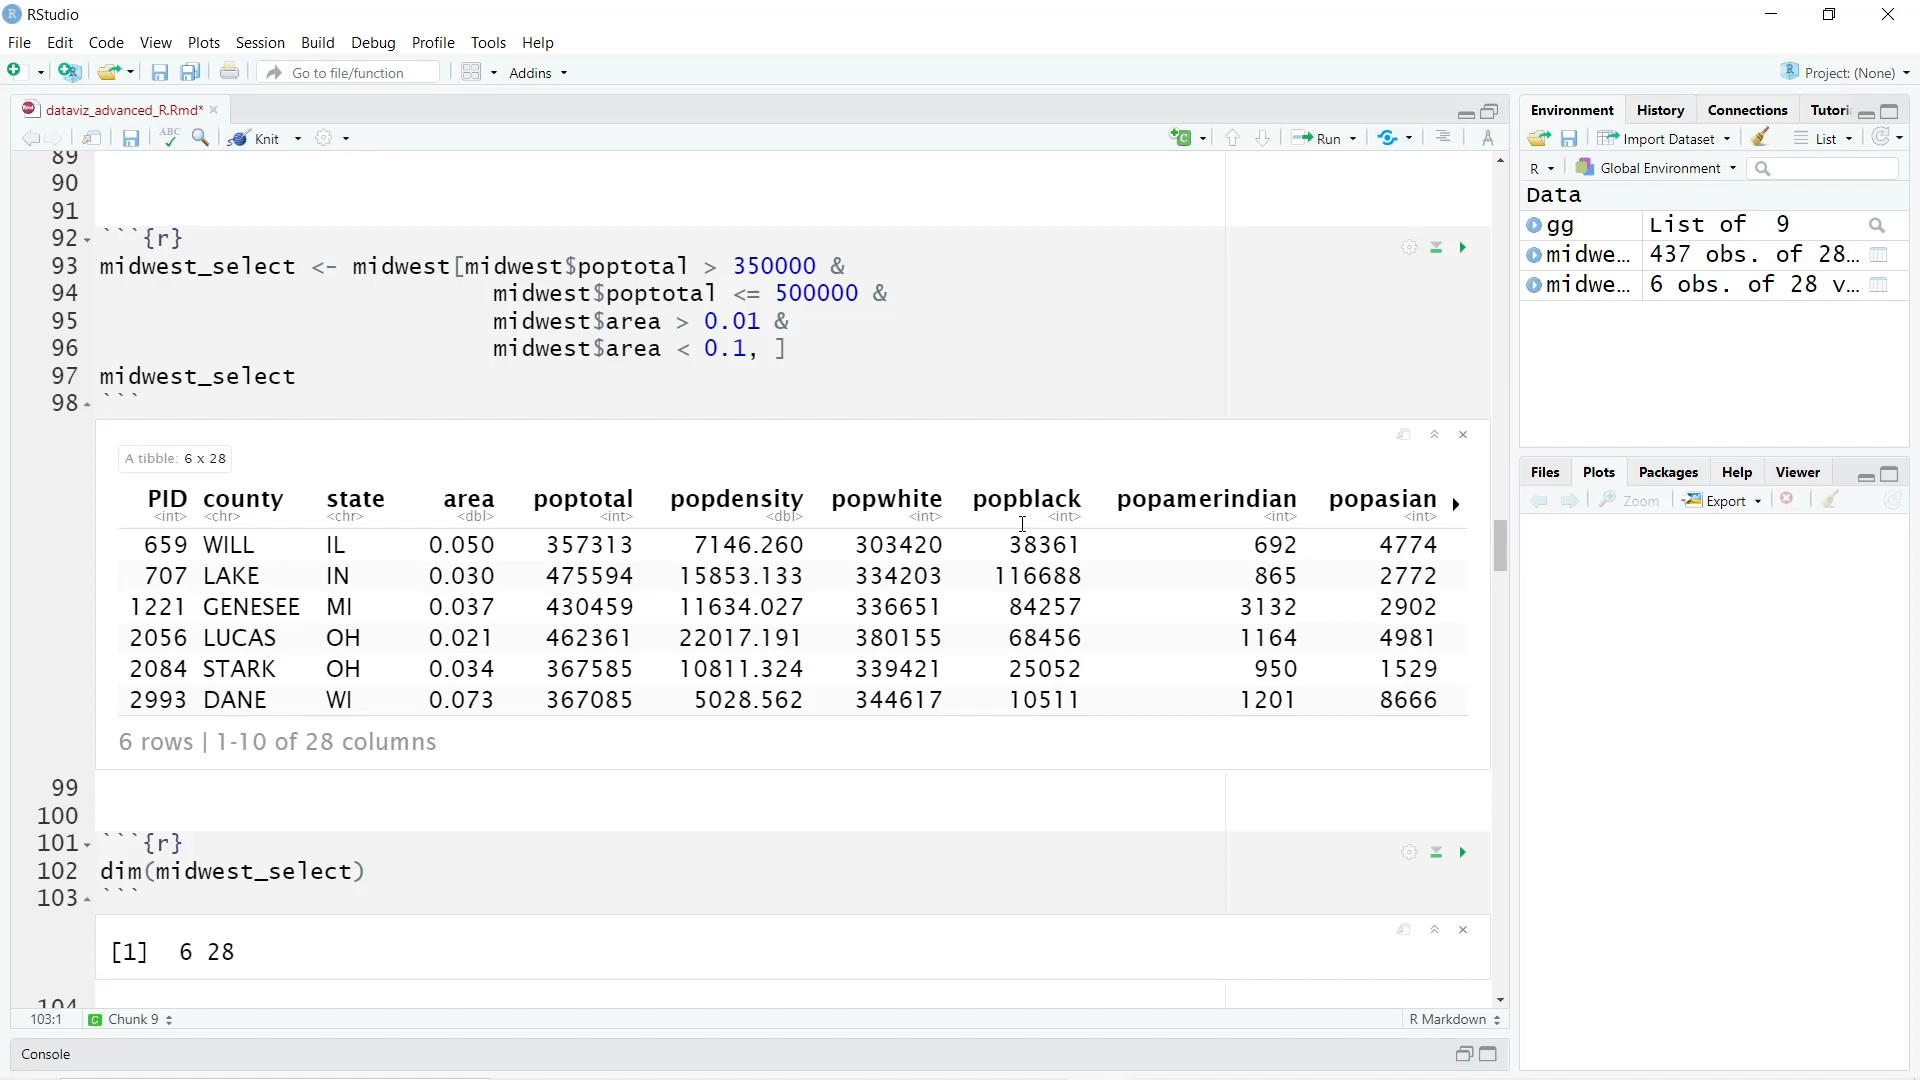 RStudio
File Edit Code View Plots Session Build Debug Profile Tools Help
Go to file/function Addins Project: (None)
dataviz_advanced_R.Rmd*
ABC Knit Run
89
90
91
92 ```{r}
93 midwest_select <- midwest[midwest$poptotal > 350000 &
94 midwest$poptotal <= 500000 &
95 midwest$area > 0.01 &
96 midwest$area < 0.1, ]
97 midwest_select
98 ```
A tibble: 6 x 28
PID county state area poptotal popdensity popwhite popblack popamerindian popasian
<int> <chr> <chr> <dbl> <int> <dbl> <int> <int> <int> <int>
659 WILL IL 0.050 357313 7146.260 303420 38361 692 4774
707 LAKE IN 0.030 475594 15853.133 334203 116688 865 2772
1221 GENESEE MI 0.037 430459 11634.027 336651 84257 3132 2902
2056 LUCAS OH 0.021 462361 22017.191 380155 68456 1164 4981
2084 STARK OH 0.034 367585 10811.324 339421 25052 950 1529
2993 DANE WI 0.073 367085 5028.562 344617 10511 1201 8666
6 rows | 1-10 of 28 columns
99
100
101 ```{r}
102 dim(midwest_select)
103 ```
[1] 6 28
104
103:1 Chunk 9 R Markdown
Console
Environment History Connections Tutori
Import Dataset List
R Global Environment
Data
gg List of 9
midwe... 437 obs. of 28...
midwe... 6 obs. of 28 v...
Files Plots Packages Help Viewer
Zoom Export